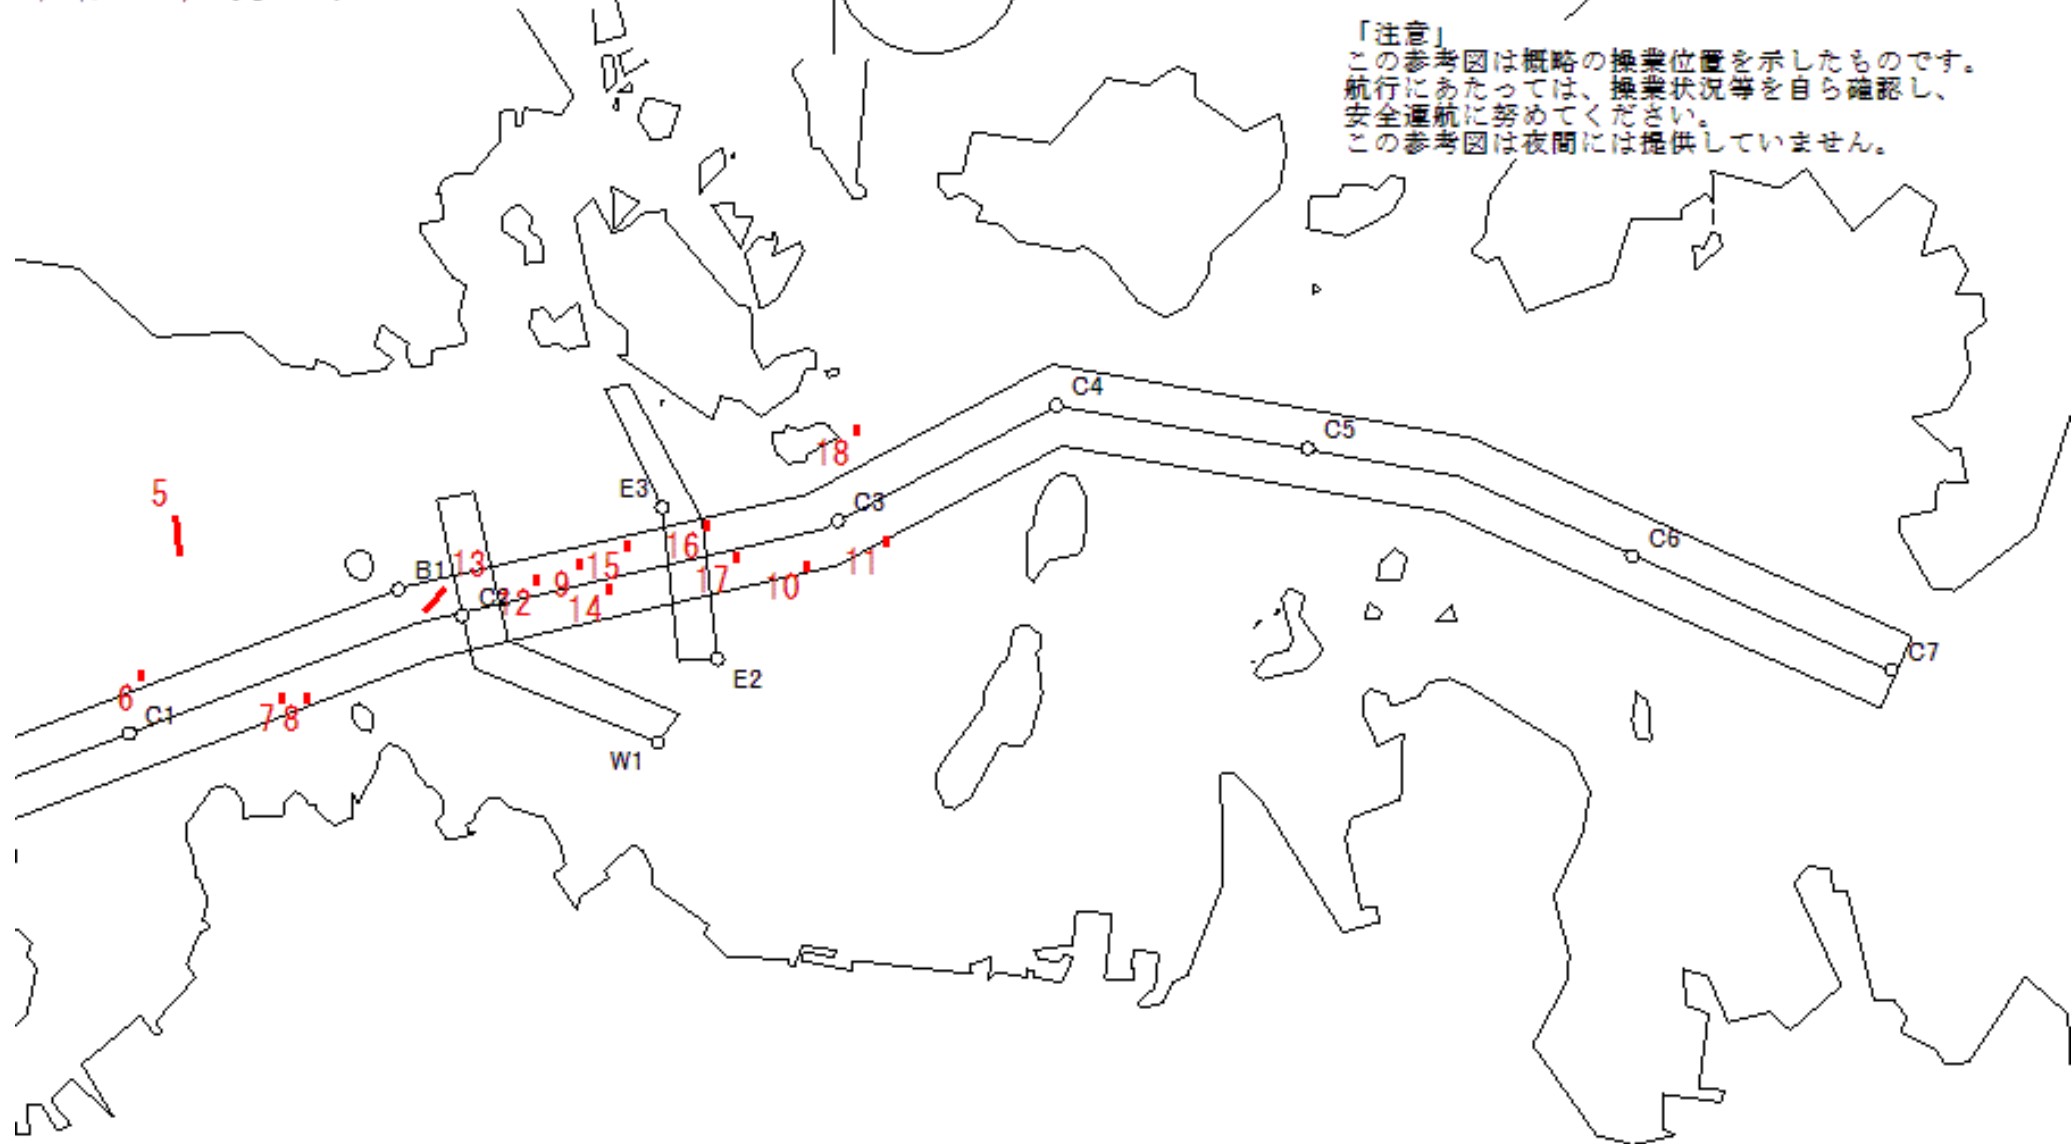 「注意」
この参考図は概略の操業位置を示したものです。
航行にあたっては、操業状況等を自ら確認し、
安全運航に努めてください。
この参考図は夜間には提供していません。
C4
C5
18
E3
5
C3
16
11
C6
13
15
B1
9
17
10
C2
12
14
C7
E2
6
C1
7
8
W1